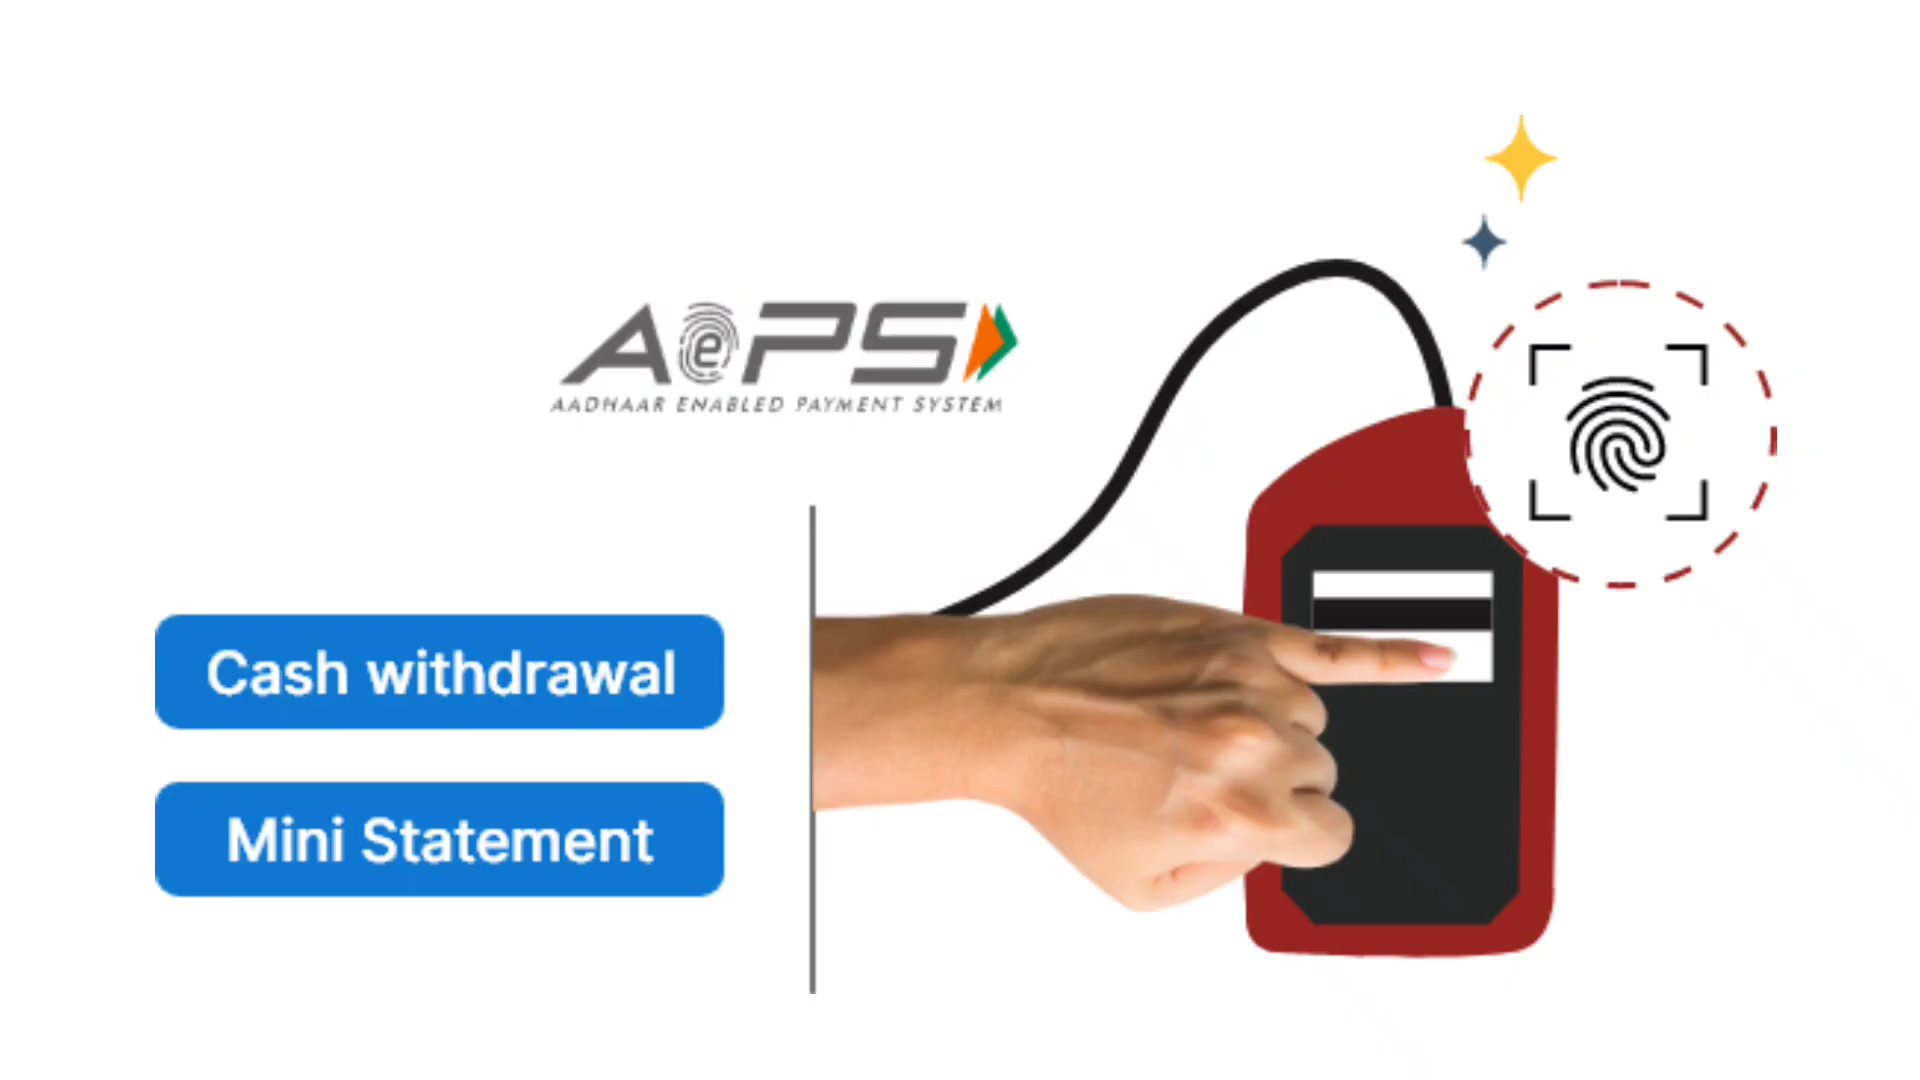 AePS
AADHAAR ENABLED PAYMENT SYSTEM
Cash withdrawal
Mini Statement